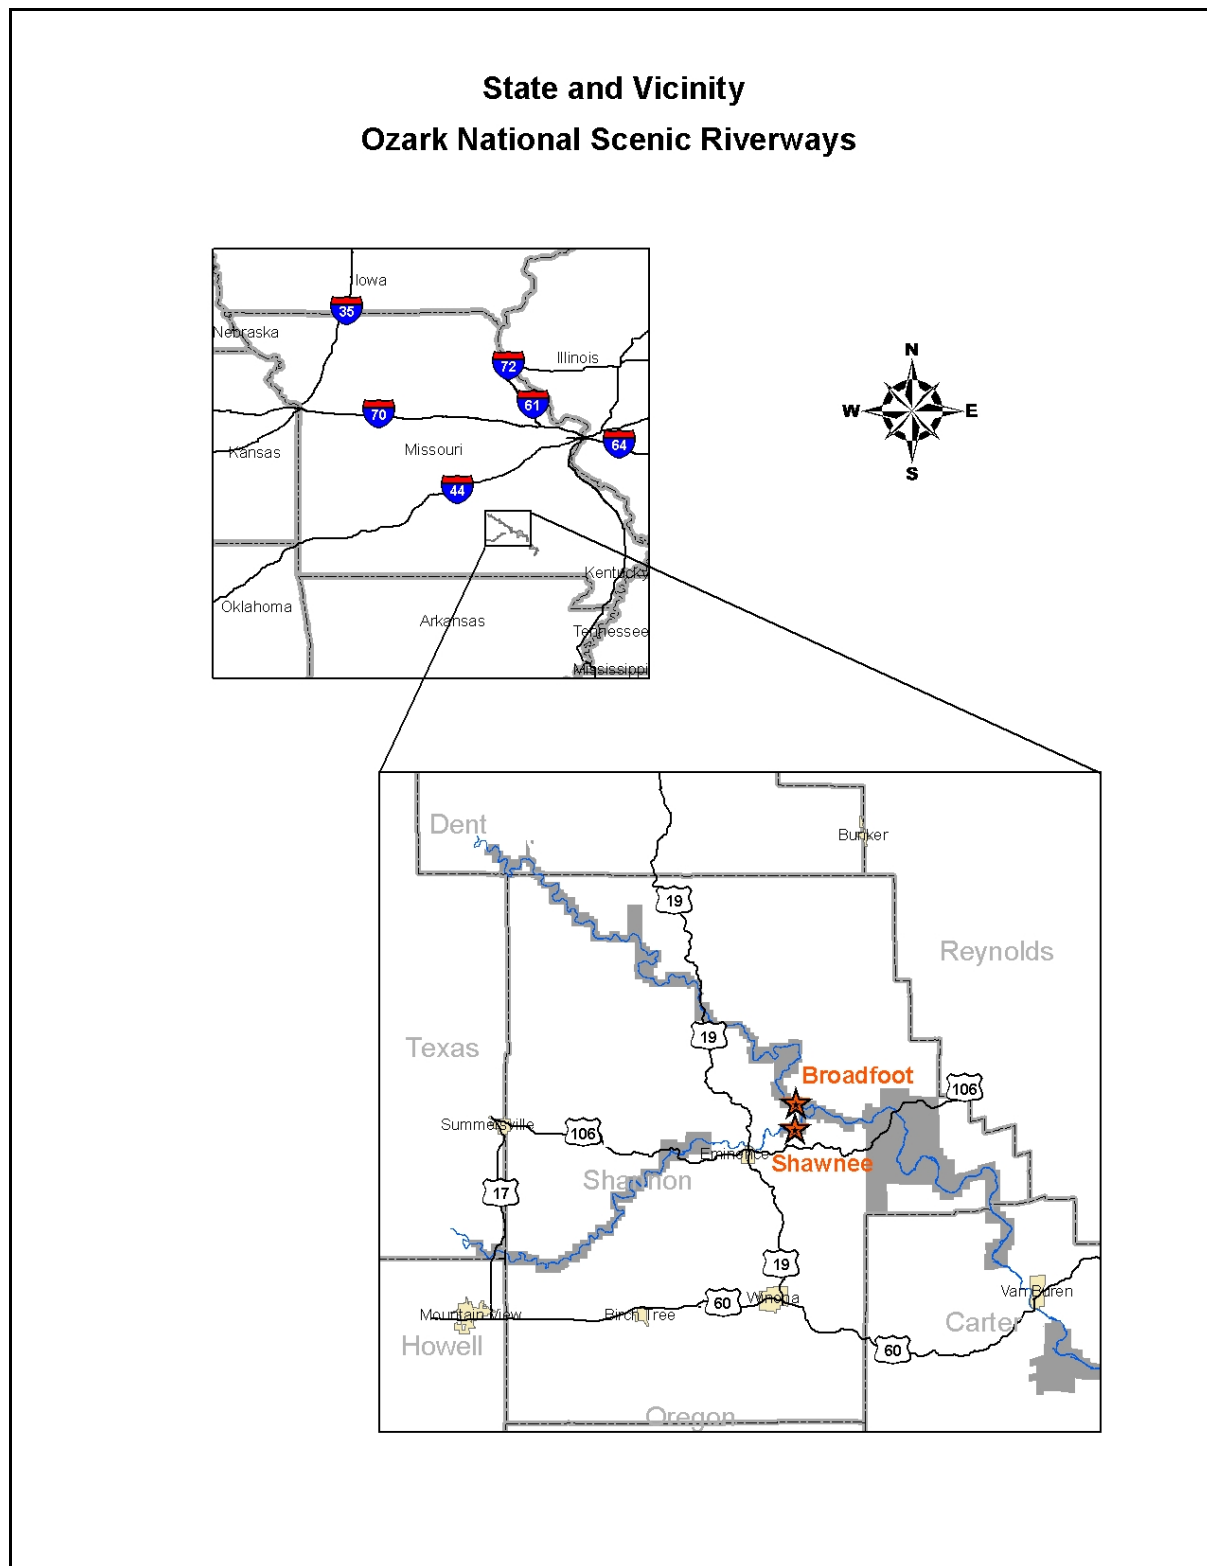 State and Vicinity
Ozark National Scenic Riverways
Iowa
35
Nebraska
72
Illinois
61
70
64
Kansas
Missouri
44
Kentucky
Oklahoma
Arkansas
Tennessee
Mississippi
N
W
E
S
Dent
Bunker
19
Reynolds
19
Texas
Broadfoot
106
Summersville
106
Eminence
Shawnee
Shannon
17
19
Van Buren
Winona
60
Mountain View
Birch Tree
Carter
Howell
60
Oregon